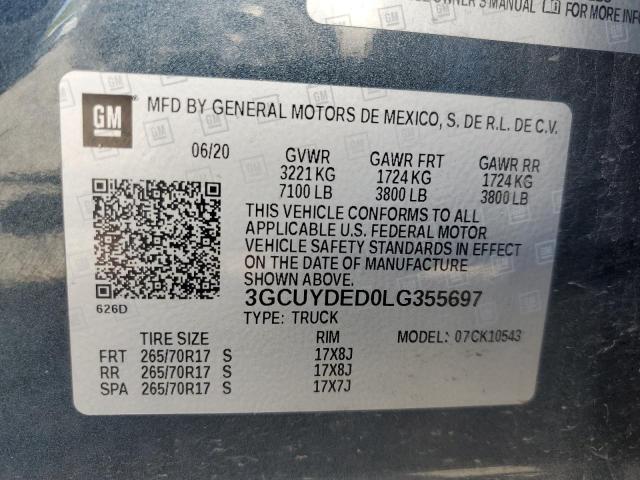 OWNER'S MANUAL FOR MORE INF
GM MFD BY GENERAL MOTORS DE MEXICO, S. DE R.L. DE C.V.
06/20 GVWR GAWR FRT GAWR RR
3221 KG 1724 KG 1724 KG
7100 LB 3800 LB 3800 LB
THIS VEHICLE CONFORMS TO ALL
APPLICABLE U.S. FEDERAL MOTOR
VEHICLE SAFETY STANDARDS IN EFFECT
ON THE DATE OF MANUFACTURE
SHOWN ABOVE.
626D 3GCUYDED0LG355697
TYPE: TRUCK MODEL: 07CK10543
TIRE SIZE RIM
FRT 265/70R17 S 17X8J
RR 265/70R17 S 17X8J
SPA 265/70R17 S 17X7J